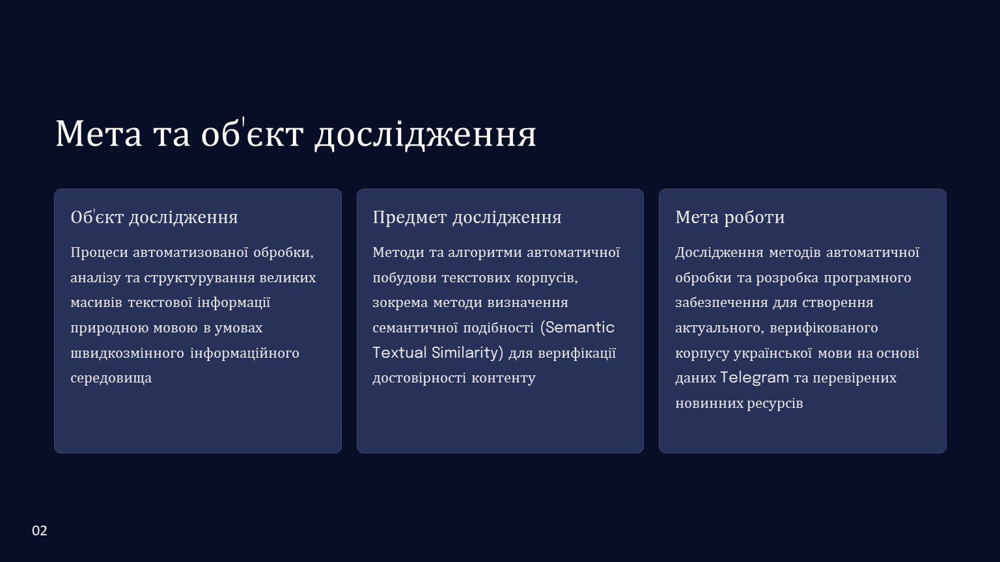 Мета та об'єкт дослідження
Об'єкт дослідження
Процеси автоматизованої обробки,
аналізу та структурування великих
масивів текстової інформації
природною мовою в умовах
швидкозмінного інформаційного
середовища
Предмет дослідження
Методи та алгоритми автоматичної
побудови текстових корпусів,
зокрема методи визначення
семантичної подібності (Semantic
Textual Similarity) для верифікації
достовірності контенту
Мета роботи
Дослідження методів автоматичної
обробки та розробка програмного
забезпечення для створення
актуального, верифікованого
корпусу української мови на основі
даних Telegram та перевірених
новинних ресурсів
02